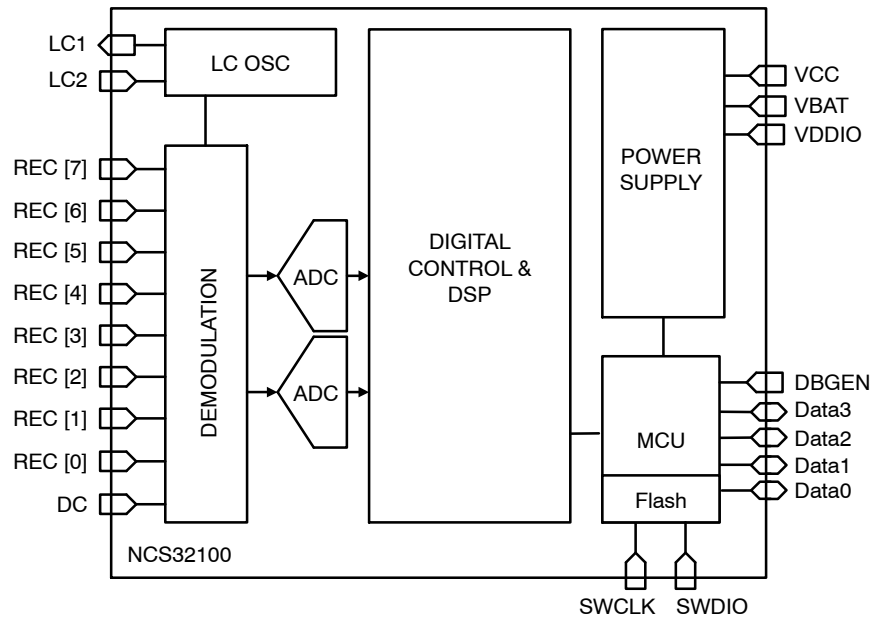 LC1
LC2
LC OSC
REC [7]
REC [6]
REC [5]
REC [4]
REC [3]
REC [2]
REC [1]
REC [0]
DC
DEMODULATION
ADC
ADC
DIGITAL
CONTROL &
DSP
POWER
SUPPLY
VCC
VBAT
VDDIO
MCU
Flash
DBGEN
Data3
Data2
Data1
Data0
NCS32100
SWCLK
SWDIO